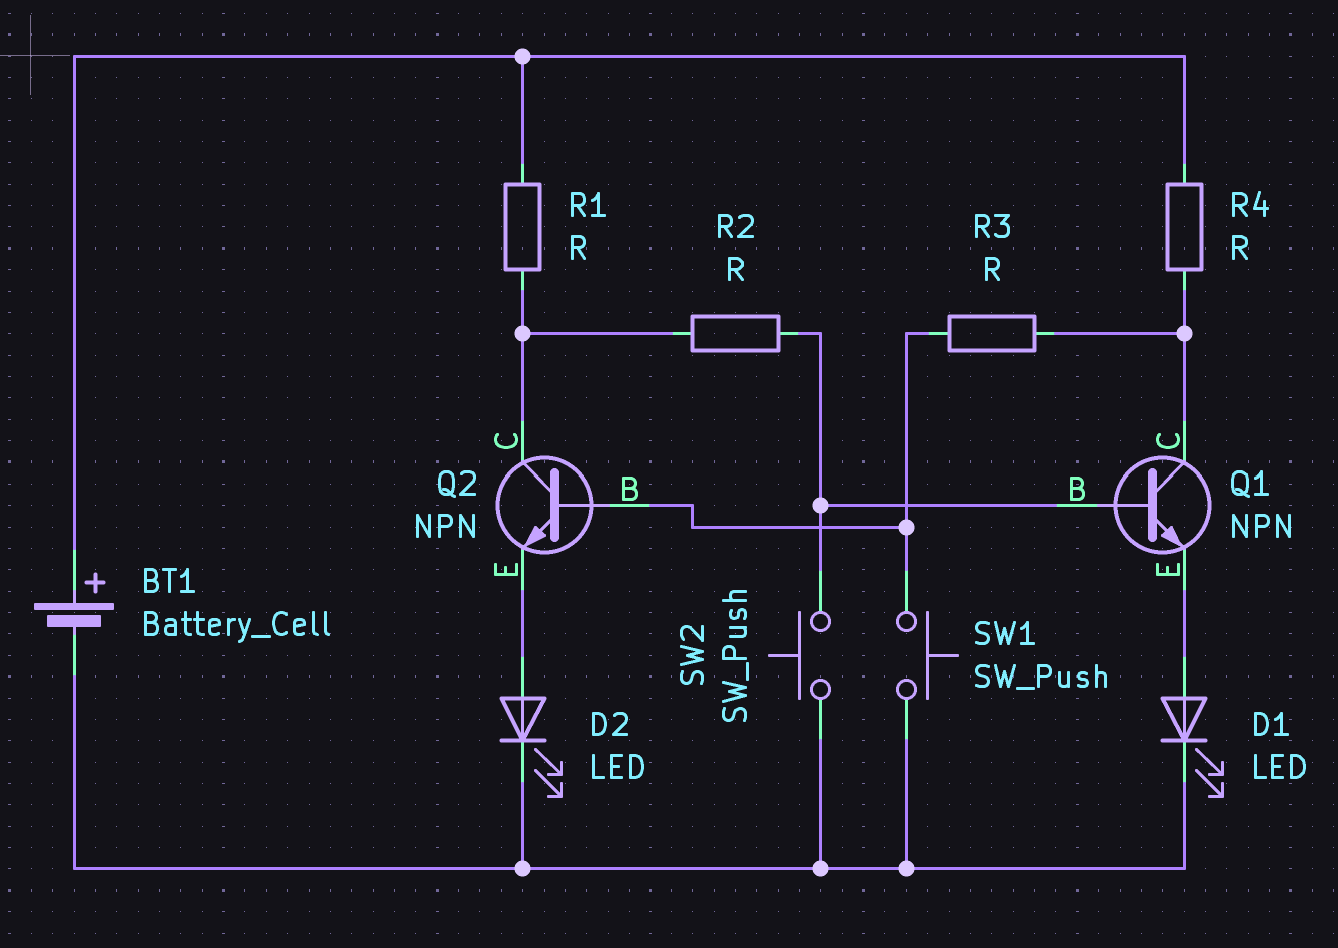 R1
R
R2
R
R3
R
R4
R
C
Q2
NPN
B
E
C
B
Q1
NPN
E
+
BT1
Battery_Cell
SW2
SW_Push
SW1
SW_Push
D2
LED
D1
LED